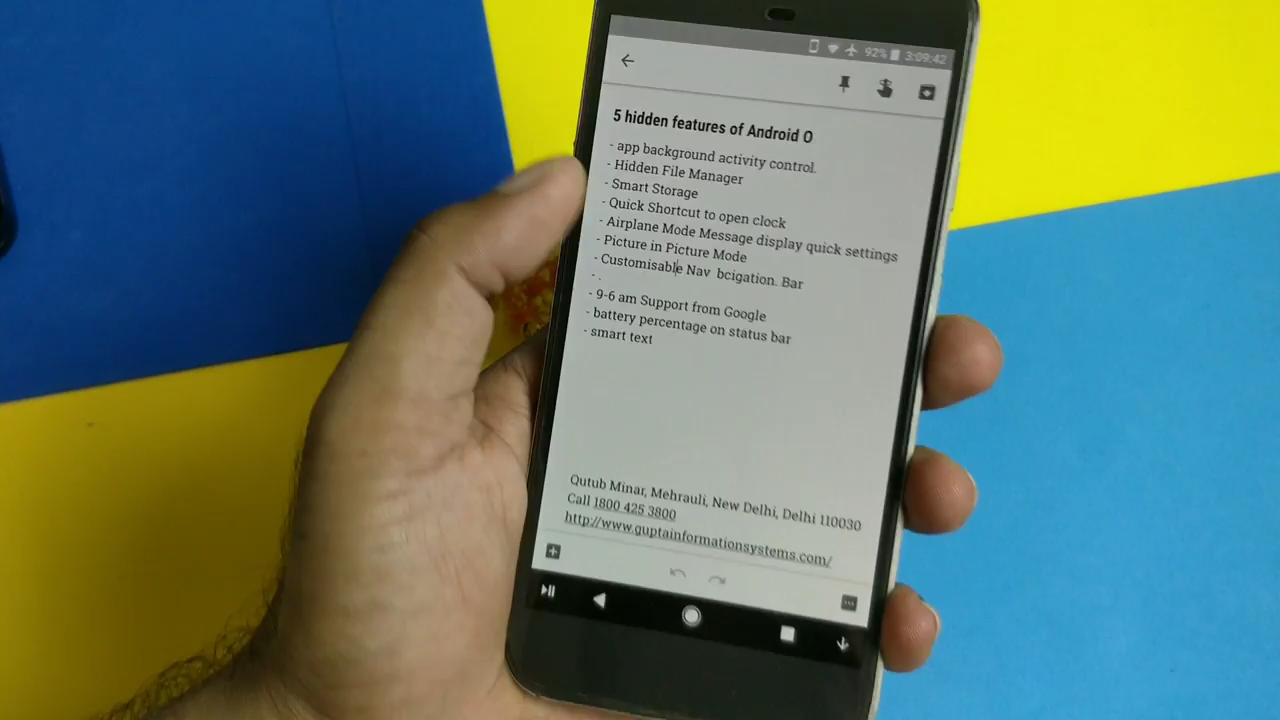 92% 3:09:42
5 hidden features of Android O
- app background activity control.
- Hidden File Manager
- Smart Storage
- Quick Shortcut to open clock
- Airplane Mode Message display quick settings
- Picture in Picture Mode
- Customisable Nav bcigation. Bar
- .
- 9-6 am Support from Google
- battery percentage on status bar
- smart text
Qutub Minar, Mehrauli, New Delhi, Delhi 110030
Call 1800 425 3800
http://www.guptainformationsystems.com/